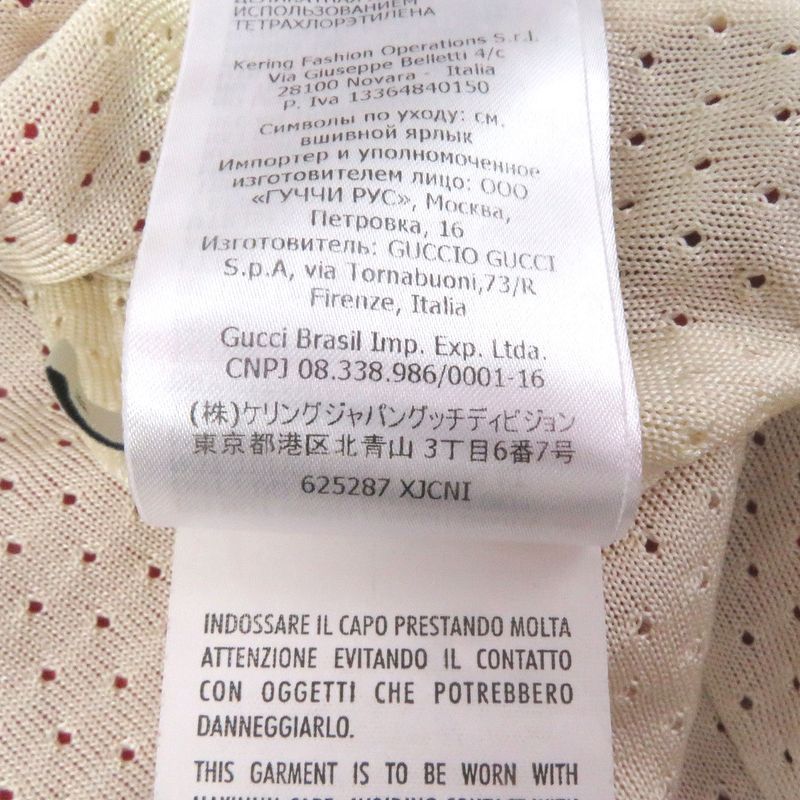 ИСПОЛЬЗОВАНИЕМ
ТЕТРАХЛОРЭТИЛЕНА
Kering Fashion Operations S.r.l.
Via Giuseppe Belletti 4/c
28100 Novara - Italia
P. Iva 13364840150
Символы по уходу: см.
вшивной ярлык
Импортер и уполномоченное
изготовителем лицо: ООО
«ГУЧЧИ РУС», Москва,
Петровка, 16
Изготовитель: GUCCIO GUCCI
S.p.A, via Tornabuoni,73/R
Firenze, Italia
Gucci Brasil Imp. Exp. Ltda.
CNPJ 08.338.986/0001-16
(株)ケリングジャパングッチディビジョン
東京都港区北青山 3丁目6番7号
625287 XJCNI
INDOSSARE IL CAPO PRESTANDO MOLTA
ATTENZIONE EVITANDO IL CONTATTO
CON OGGETTI CHE POTREBBERO
DANNEGGIARLO.
THIS GARMENT IS TO BE WORN WITH
MAXIMUM CARE, AVOIDING CONTACT WITH